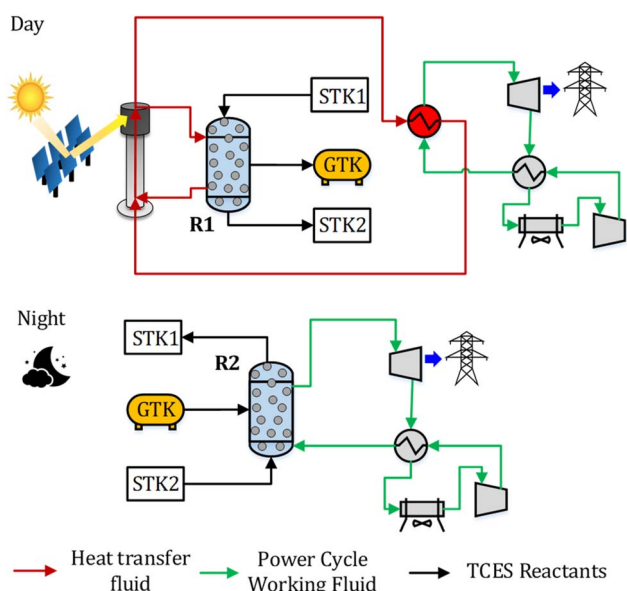 Day
STK1
GTK
R1
STK2
Night
STK1
R2
GTK
STK2
Heat transfer
fluid
Power Cycle
Working Fluid
TCES Reactants